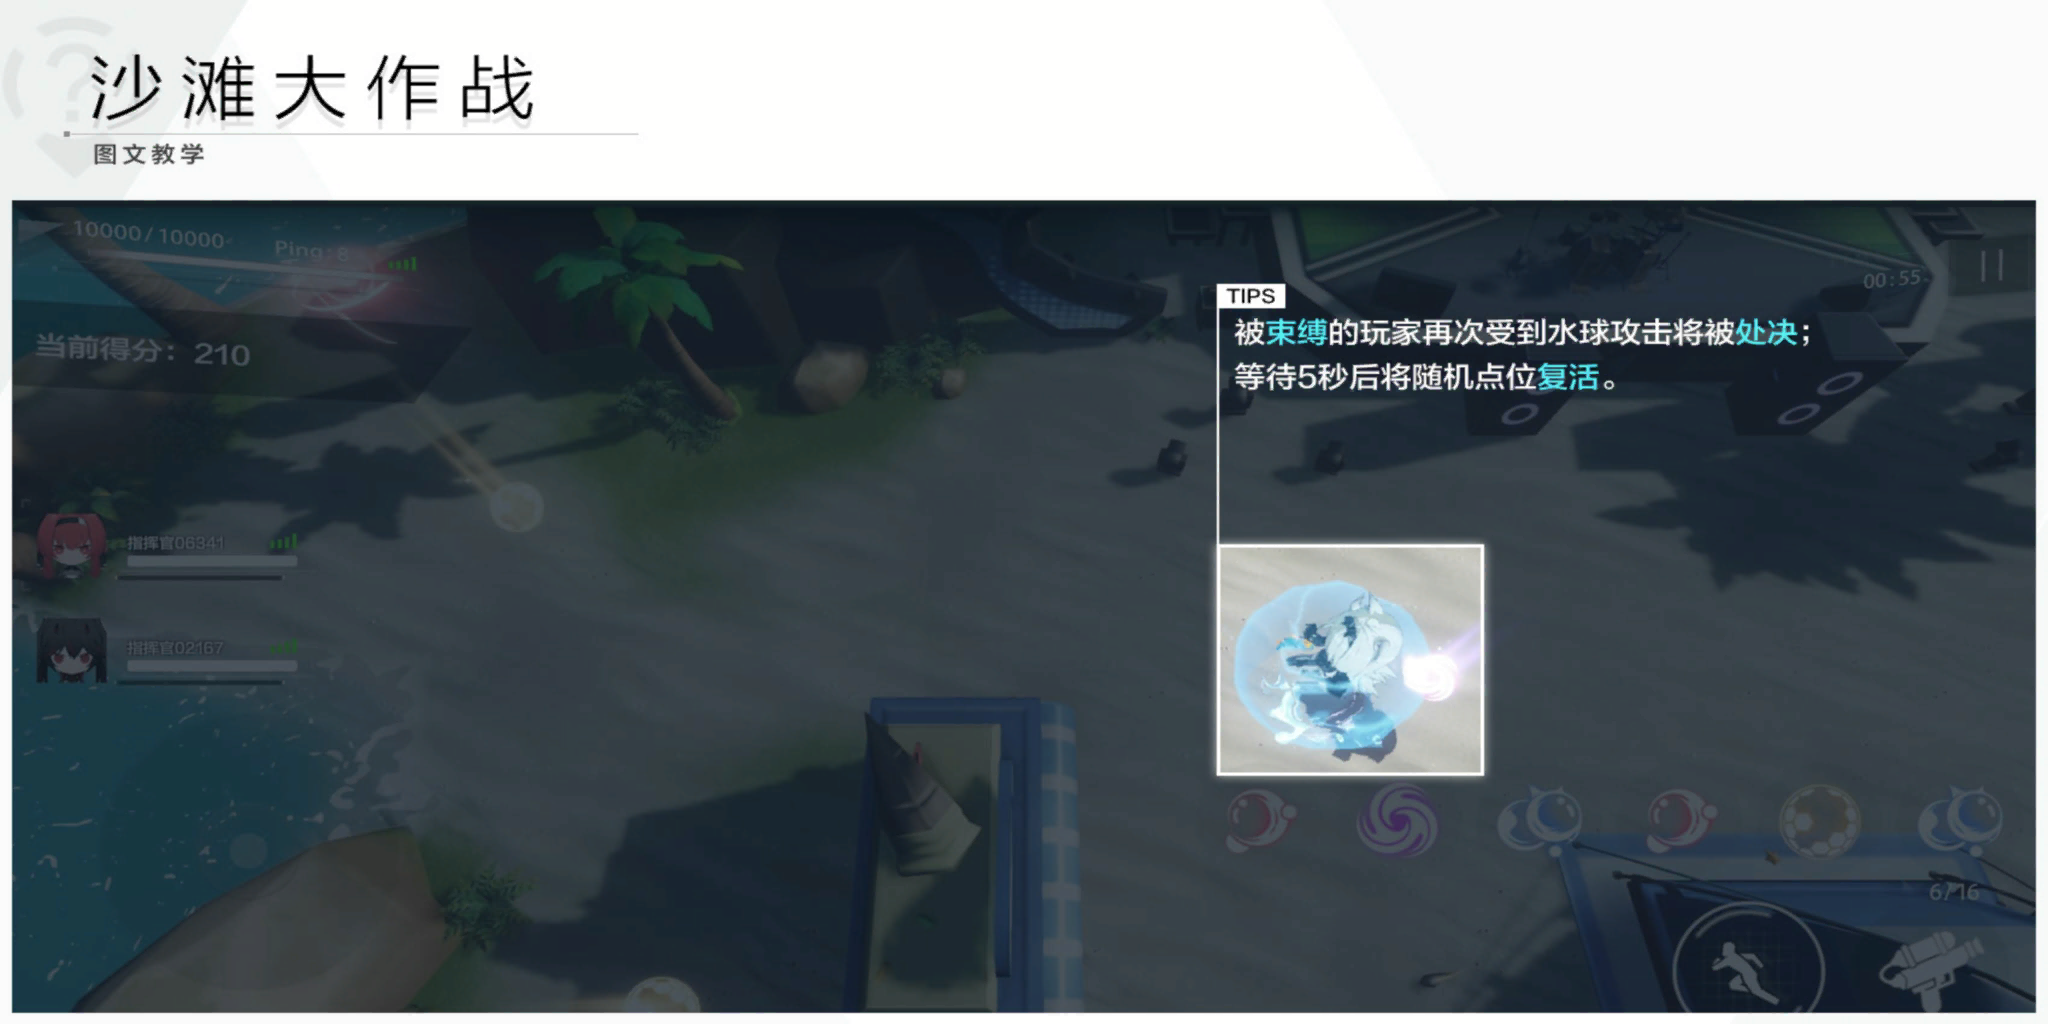 沙滩大作战
图文教学
10000/10000
Ping:8
00:55
TIPS
被束缚的玩家再次受到水球攻击将被处决；
等待5秒后将随机点位复活。
当前得分：210
指挥官06341
指挥官02167
6/16